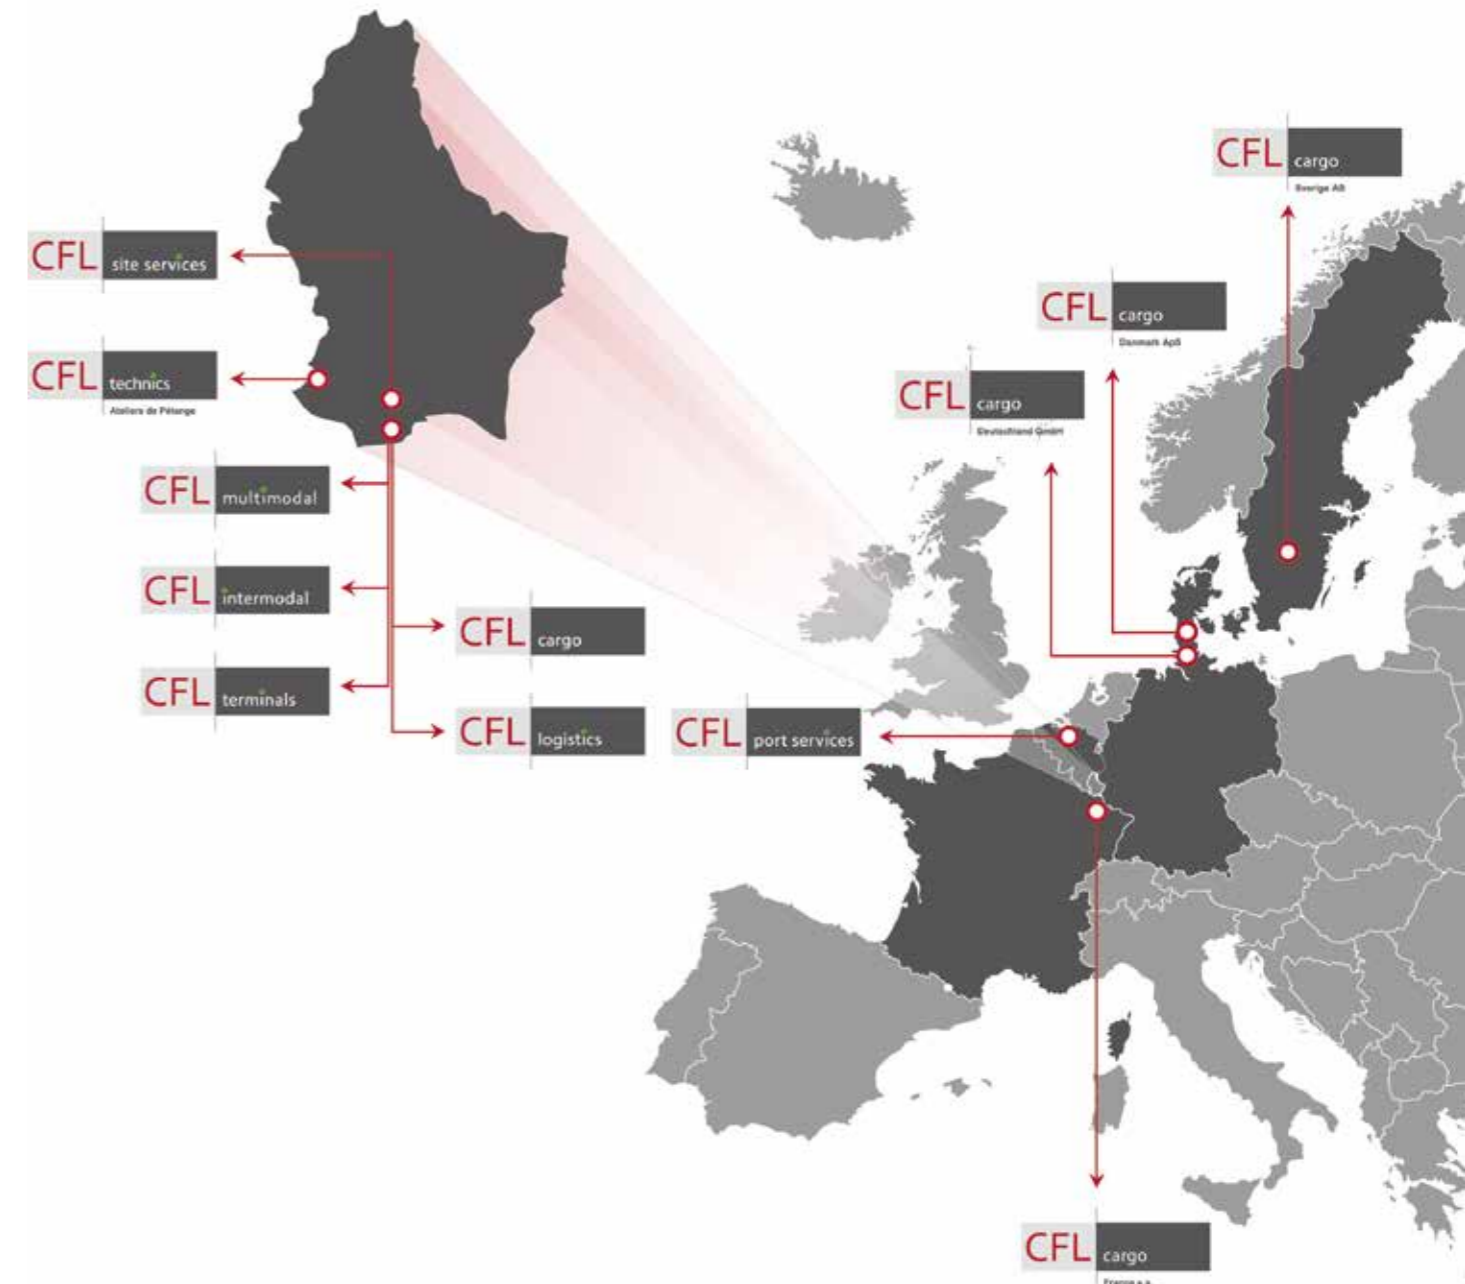 CFL cargo
Sverige AB
CFL site services
CFL cargo
Danmark ApS
CFL technics
Ateliers de Pétange
CFL cargo
Deutschland GmbH
CFL multimodal
CFL intermodal
CFL cargo
CFL terminals
CFL logistics
CFL port services
CFL cargo
France s.a.